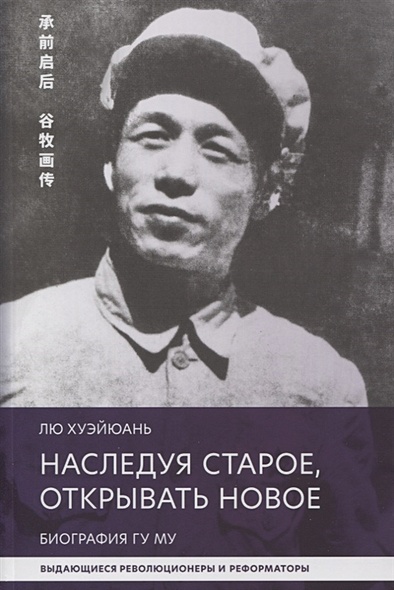 承前启后 谷牧画传
ЛЮ ХУЭЙЮАНЬ
НАСЛЕДУЯ СТАРОЕ,
ОТКРЫВАТЬ НОВОЕ
БИОГРАФИЯ ГУ МУ
ВЫДАЮЩИЕСЯ РЕВОЛЮЦИОНЕРЫ И РЕФОРМАТОРЫ